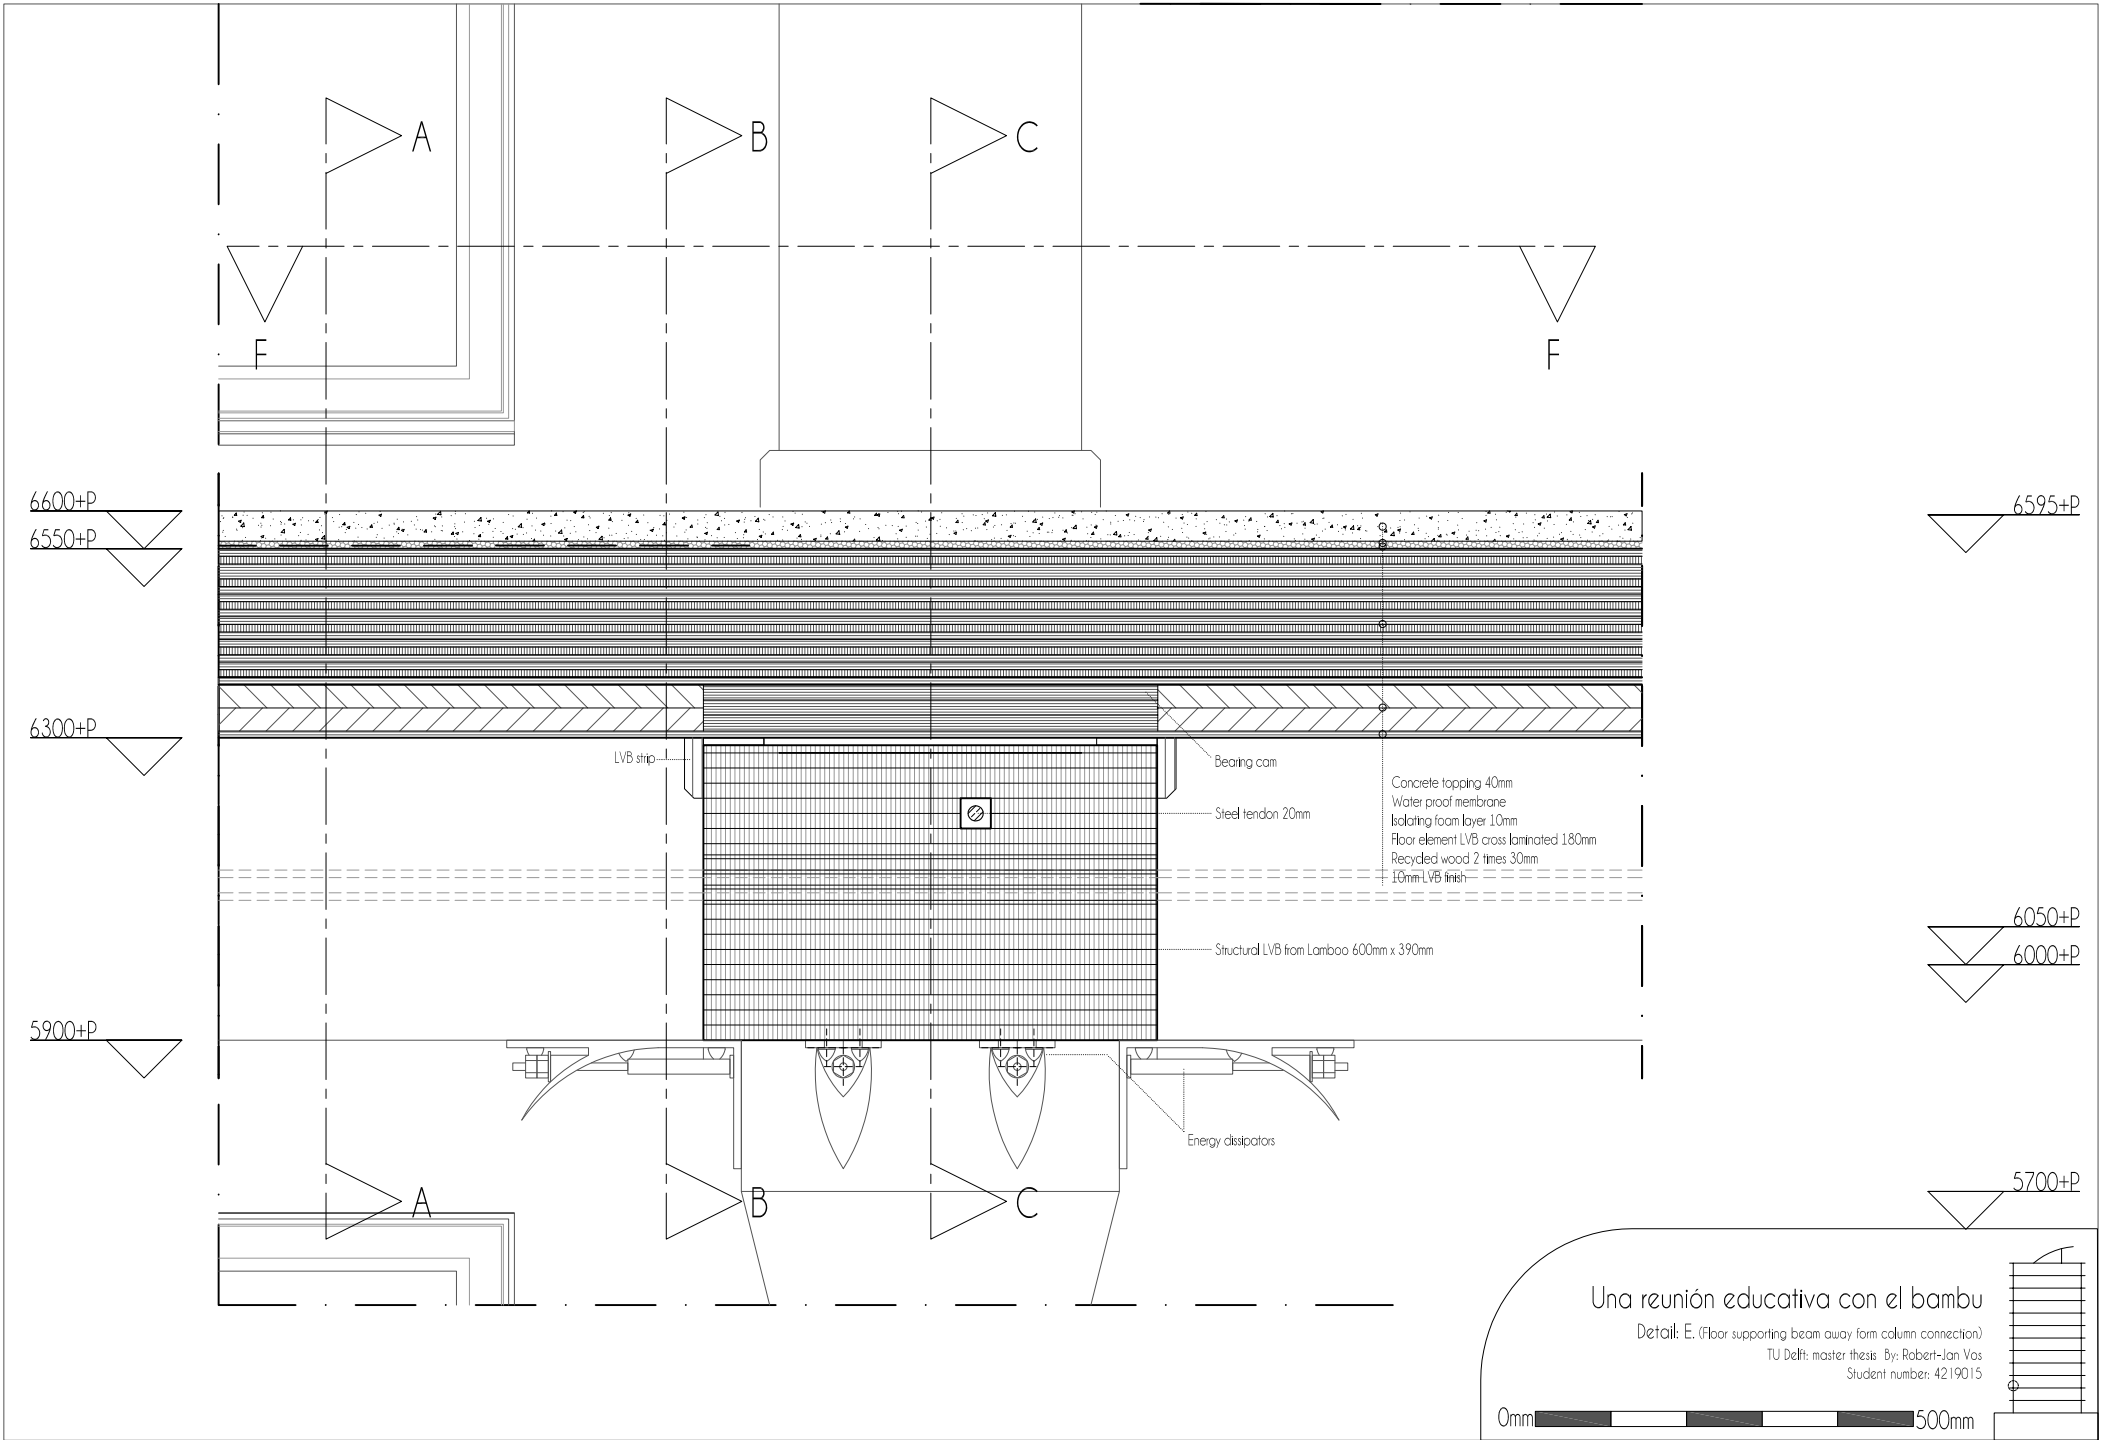 A
B
C
F
F
6600+P
6595+P
6550+P
6300+P
LVB strip
Bearing cam
Steel tendon 20mm
Concrete topping 40mm
Water proof membrane
Isolating foam layer 10mm
Floor element LVB cross laminated 180mm
Recycled wood 2 times 30mm
10mm LVB finish
6050+P
Structural LVB from Lamboo 600mm x 390mm
6000+P
5900+P
Energy dissipators
A
B
C
5700+P
Una reunión educativa con el bambu
Detail: E. (Floor supporting beam away form column connection)
TU Delft: master thesis By: Robert-Jan Vos
Student number: 4219015
0mm
500mm